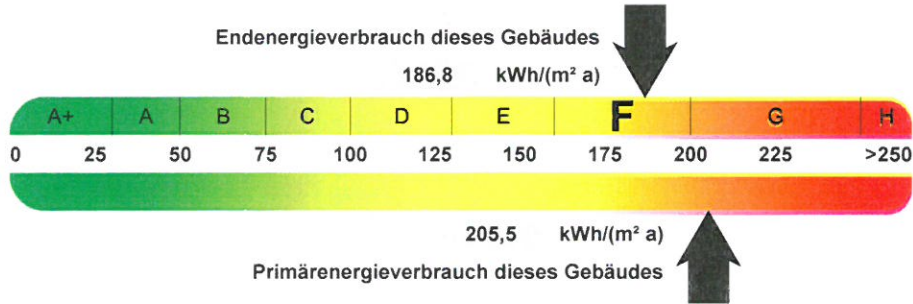 Endenergieverbrauch dieses Gebäudes
186,8 kWh/(m² a)
A+ A B C D E F G H
0 25 50 75 100 125 150 175 200 225 >250
205,5 kWh/(m² a)
Primärenergieverbrauch dieses Gebäudes